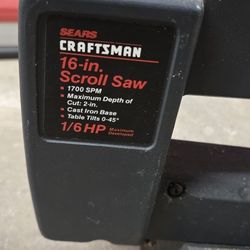 SEARS
CRAFTSMAN
16-in.
Scroll Saw
• 1700 SPM
• Maximum Depth of
Cut: 2-in.
• Cast Iron Base
• Table Tilts 0-45°
1/6 HP Maximum
Developed